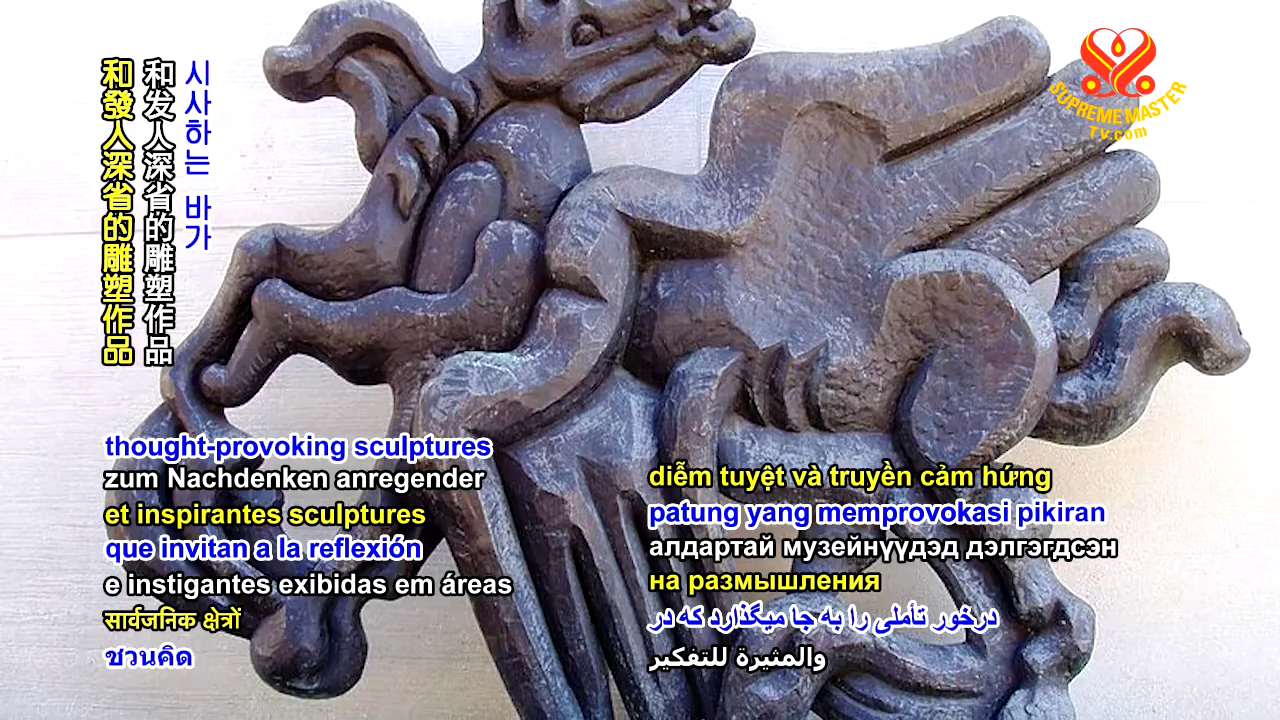 和發人深省的雕塑作品
和发人深省的雕塑作品
시사하는 바가
SUPREME MASTER
TV.com
thought-provoking sculptures
zum Nachdenken anregender
et inspirantes sculptures
que invitan a la reflexión
e instigantes exibidas em áreas
सार्वजनिक क्षेत्रों
ชวนคิด
diễm tuyệt và truyền cảm hứng
patung yang memprovokasi pikiran
алдартай музейнүүдэд дэлгэгдсэн
на размышления
درخور تأملی را به جا میگذارد که در
والمثيرة للتفكير